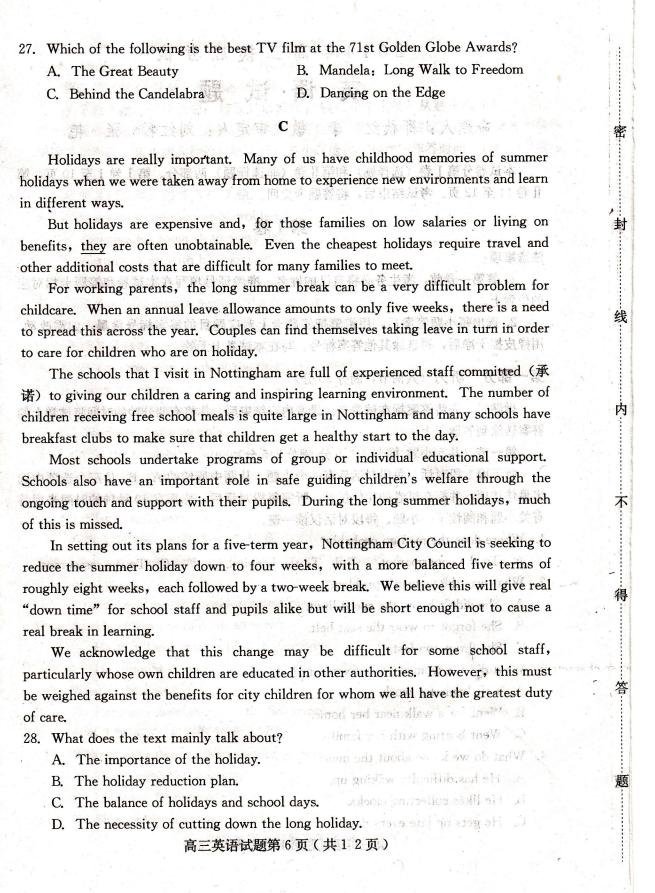 27. Which of the following is the best TV film at the 71st Golden Globe Awards?
A. The Great Beauty B. Mandela: Long Walk to Freedom
C. Behind the Candelabra D. Dancing on the Edge
C
Holidays are really important. Many of us have childhood memories of summer
holidays when we were taken away from home to experience new environments and learn
in different ways.
But holidays are expensive and, for those families on low salaries or living on
benefits, they are often unobtainable. Even the cheapest holidays require travel and
other additional costs that are difficult for many families to meet.
For working parents, the long summer break can be a very difficult problem for
childcare. When an annual leave allowance amounts to only five weeks, there is a need
to spread this across the year. Couples can find themselves taking leave in turn in order
to care for children who are on holiday.
The schools that I visit in Nottingham are full of experienced staff committed (承
诺) to giving our children a caring and inspiring learning environment. The number of
children receiving free school meals is quite large in Nottingham and many schools have
breakfast clubs to make sure that children get a healthy start to the day.
Most schools undertake programs of group or individual educational support.
Schools also have an important role in safe guiding children's welfare through the
ongoing touch and support with their pupils. During the long summer holidays, much
of this is missed.
In setting out its plans for a five-term year, Nottingham City Council is seeking to
reduce the summer holiday down to four weeks, with a more balanced five terms of
roughly eight weeks, each followed by a two-week break. We believe this will give real
"down time" for school staff and pupils alike but will be short enough not to cause a
real break in learning.
We acknowledge that this change may be difficult for some school staff,
particularly whose own children are educated in other authorities. However, this must
be weighed against the benefits for city children for whom we all have the greatest duty
of care.
28. What does the text mainly talk about?
A. The importance of the holiday.
B. The holiday reduction plan.
C. The balance of holidays and school days.
D. The necessity of cutting down the long holiday.
高三英语试题第6页(共12页)
密
封
线
内
不
得
答
题